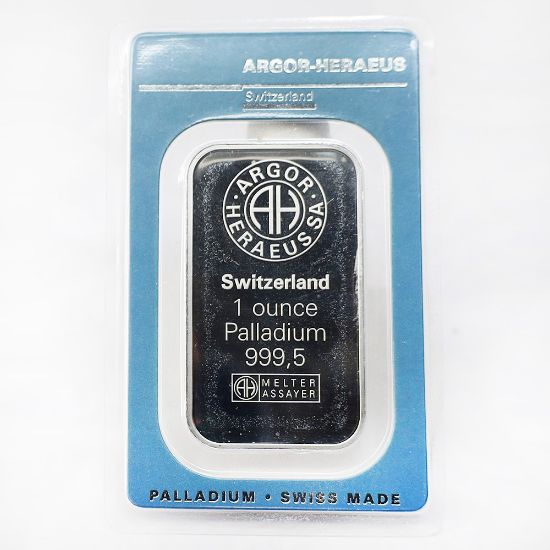 ARGOR-HERAEUS
Switzerland
ARGOR·
HERAEUS SA·
AH
Switzerland
1 ounce
Palladium
999,5
AH MELTER
ASSAYER
PALLADIUM • SWISS MADE